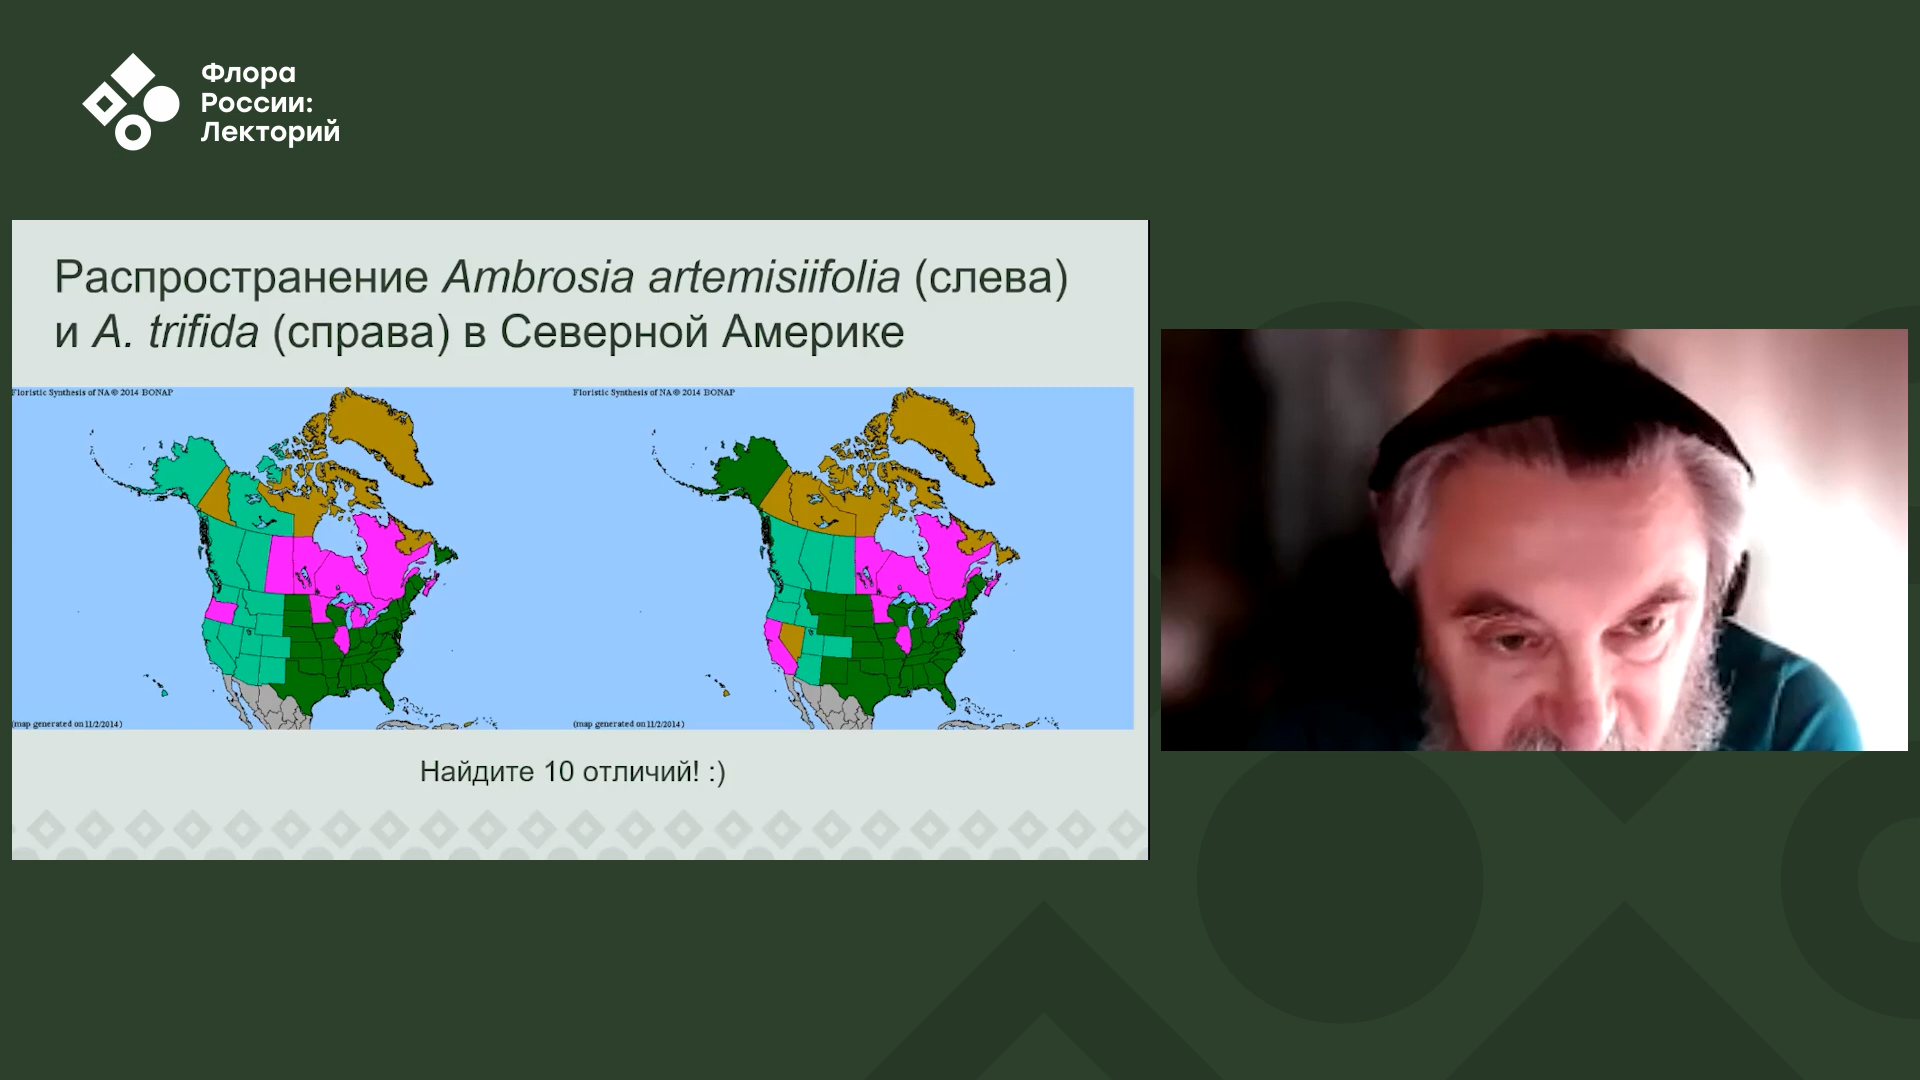 Флора
России:
Лекторий
Распространение Ambrosia artemisiifolia (слева)
и A. trifida (справа) в Северной Америке
Floristic Synthesis of NA © 2014 BONAP
Floristic Synthesis of NA © 2014 BONAP
(map generated on 11/2/2014)
(map generated on 11/2/2014)
Найдите 10 отличий! :)